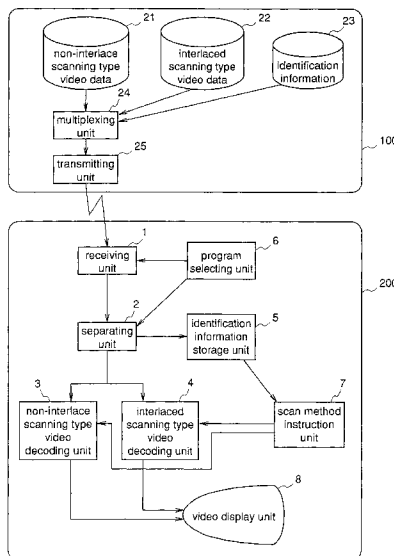 21
22
23
non-interlace
scanning type
video data
interlaced
scanning type
video data
identification
information
24
multiplexing
unit
25
transmitting
unit
100
1
receiving
unit
6
program
selecting unit
200
2
separating
unit
5
identification
information
storage unit
3
non-interlace
scanning type
video
decoding unit
4
interlaced
scanning type
video
decoding unit
7
scan method
instruction
unit
8
video display unit